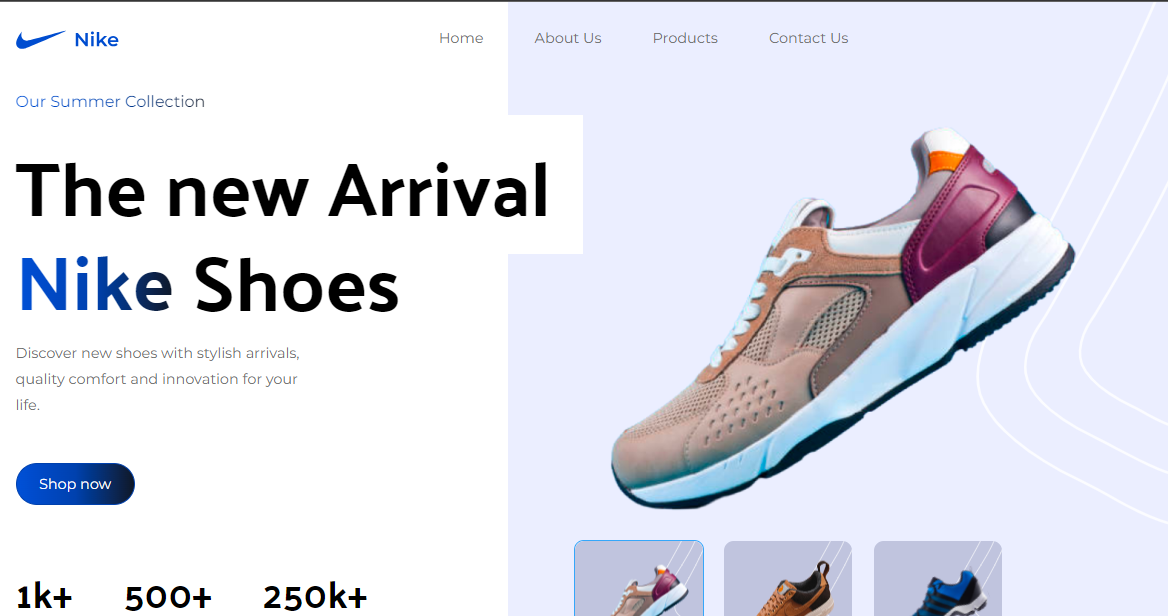 Nike
Home About Us Products Contact Us
Our Summer Collection
The new Arrival
Nike Shoes
Discover new shoes with stylish arrivals,
quality comfort and innovation for your
life.
Shop now
1k+ 500+ 250k+